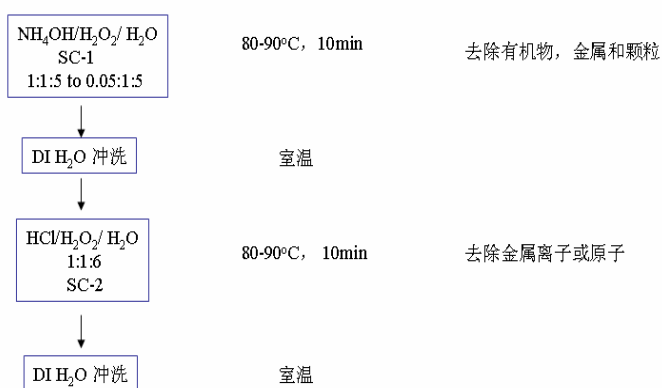 NH₄OH/H₂O₂/ H₂O
SC-1
1:1:5 to 0.05:1:5
80-90°C, 10min
去除有机物，金属和颗粒
DI H₂O 冲洗
室温
HCl/H₂O₂/ H₂O
1:1:6
SC-2
80-90°C, 10min
去除金属离子或原子
DI H₂O 冲洗
室温